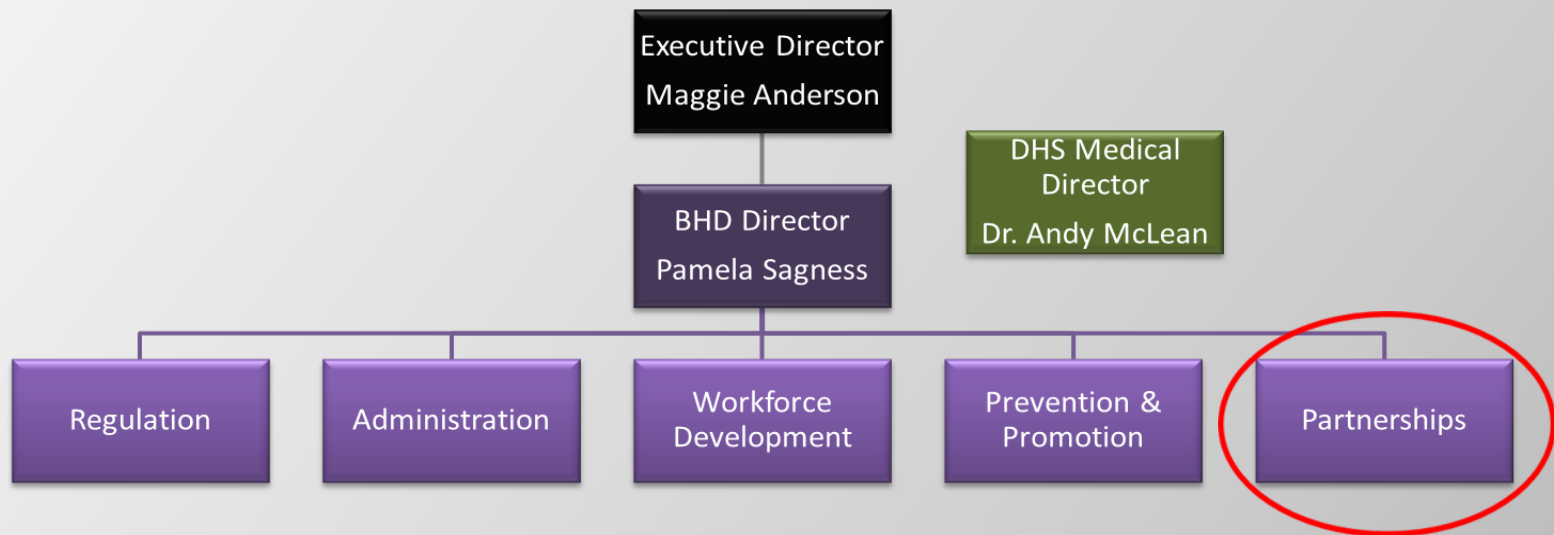 Executive Director
Maggie Anderson
DHS Medical
Director
Dr. Andy McLean
BHD Director
Pamela Sagness
Regulation
Administration
Workforce
Development
Prevention &
Promotion
Partnerships